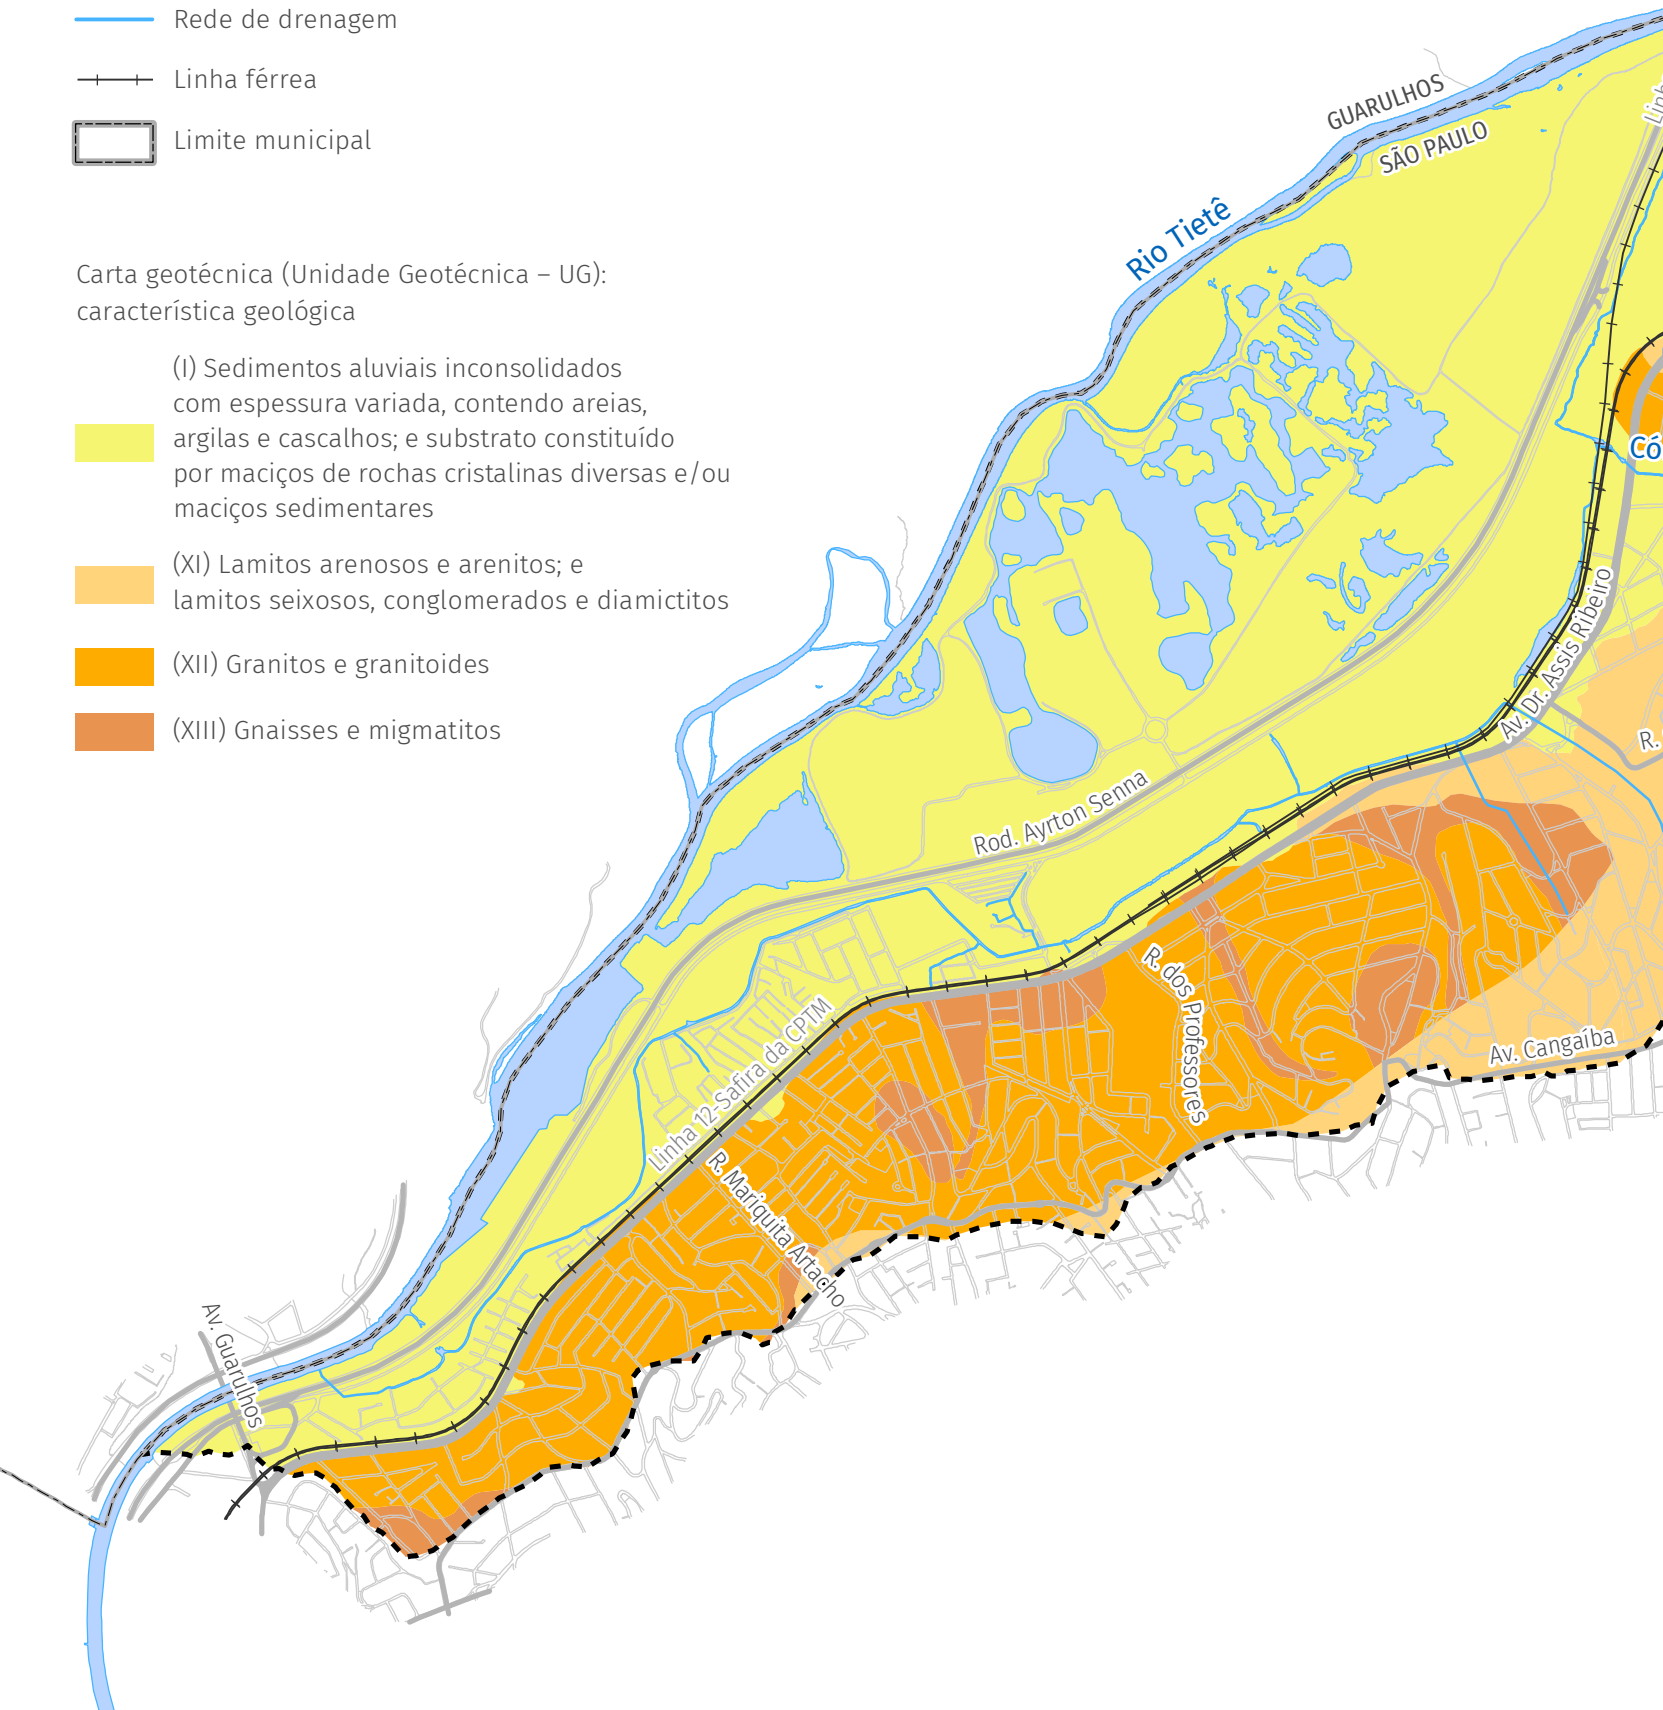 Rede de drenagem
Linha férrea
Limite municipal
Carta geotécnica (Unidade Geotécnica – UG):
característica geológica
(I) Sedimentos aluviais inconsolidados
com espessura variada, contendo areias,
argilas e cascalhos; e substrato constituído
por maciços de rochas cristalinas diversas e/ou
maciços sedimentares
(XI) Lamitos arenosos e arenitos; e
lamitos seixosos, conglomerados e diamictitos
(XII) Granitos e granitoides
(XIII) Gnaisses e migmatitos
GUARULHOS
SÃO PAULO
Rio Tietê
Linh
Có
Av. Dr. Assis Ribeiro
R.
Rod. Ayrton Senna
R. dos Professores
Av. Cangaíba
Linha 12-Safira da CPTM
R. Mariquita Artacho
Av. Guarulhos